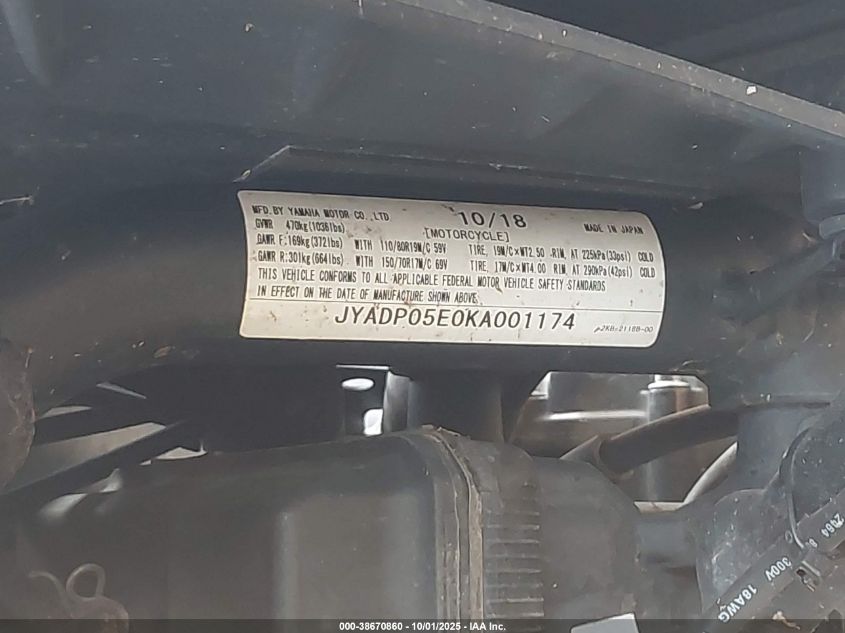 MFD. BY YAMAHA MOTOR CO., LTD 10/18 MADE IN JAPAN
GVWR 470kg(1036lbs) [MOTORCYCLE]
GAWR F:169kg(372lbs) WITH 110/80R19M/C 59V TIRE, 19M/C×WT2.50 RIM, AT 225kPa(33psi) COLD
GAWR R:301kg(664lbs) WITH 150/70R17M/C 69V TIRE, 17M/C×WT4.00 RIM, AT 290kPa(42psi) COLD
THIS VEHICLE CONFORMS TO ALL APPLICABLE FEDERAL MOTOR VEHICLE SAFETY STANDARDS
IN EFFECT ON THE DATE OF MANUFACTURE SHOWN ABOVE.
JYADP05E0KA001174 2KB-2118B-00
2464
300V 18AWG
000-38670860 - 10/01/2025 - IAA Inc.